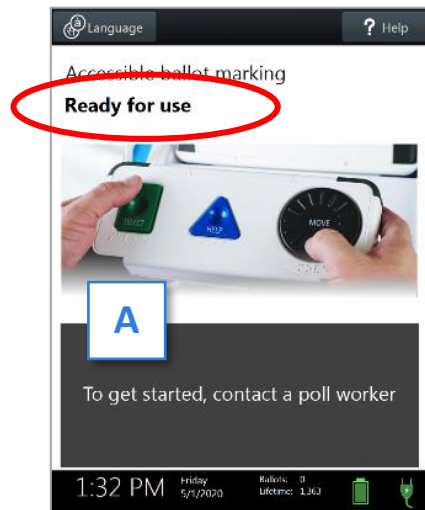 Language
? Help
Accessible ballot marking
Ready for use
SELECT
HELP
MOVE
A
To get started, contact a poll worker
1:32 PM
Friday
5/1/2020
Ballots: 0
Lifetime: 1,363